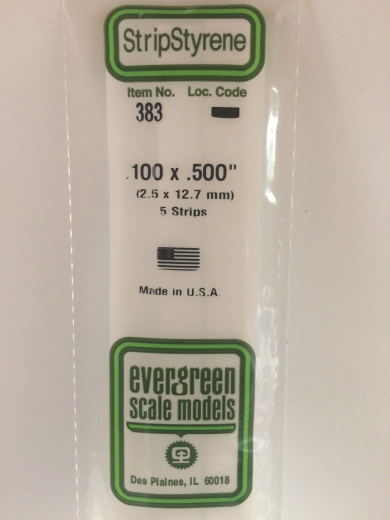 StripStyrene
Item No. Loc. Code
383
.100 x .500"
(2.5 x 12.7 mm)
5 Strips
Made in U.S.A.
evergreen
scale models
Des Plaines, IL 60018